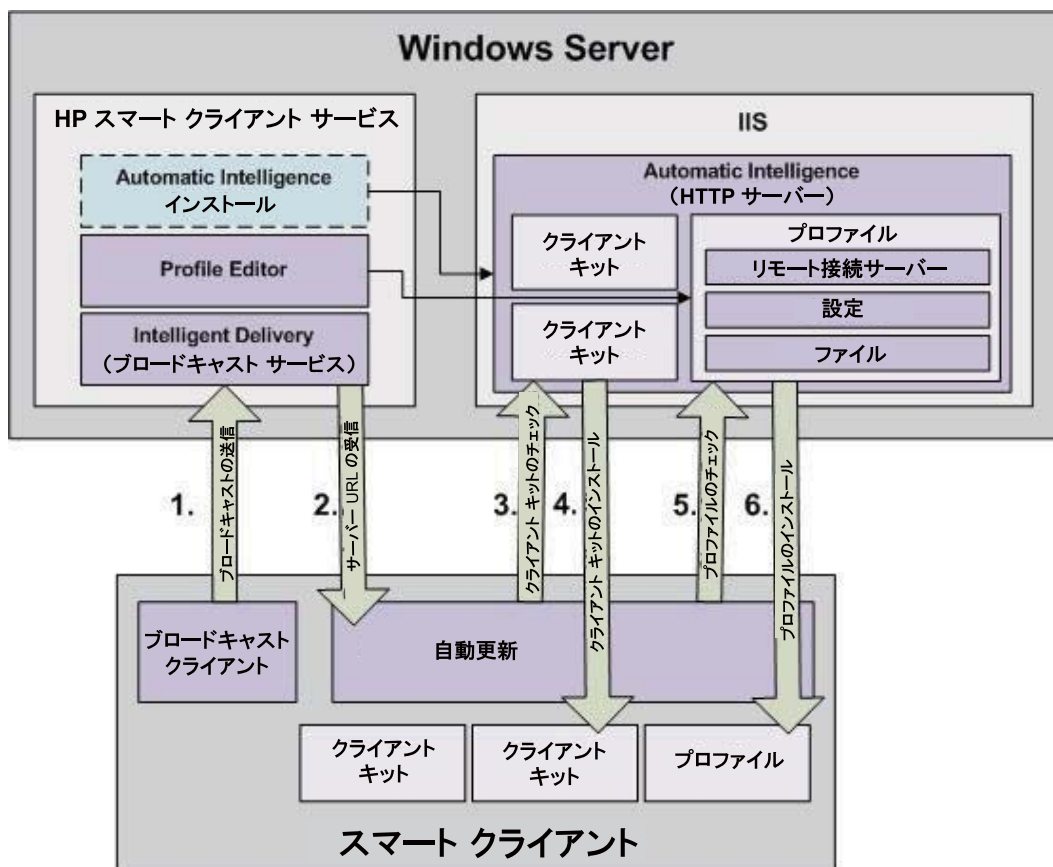 Windows Server
HP スマート クライアント サービス
Automatic Intelligence
インストール
Profile Editor
Intelligent Delivery
（ブロードキャスト サービス）
IIS
Automatic Intelligence
（HTTP サーバー）
クライアント
キット
クライアント
キット
プロファイル
リモート接続サーバー
設定
ファイル
1.
ブロードキャストの送信
2.
サーバー URL の受信
3.
クライアント キットのチェック
4.
クライアント キットのインストール
5.
プロファイルのチェック
6.
プロファイルのインストール
ブロードキャスト
クライアント
自動更新
クライアント
キット
クライアント
キット
プロファイル
スマート クライアント